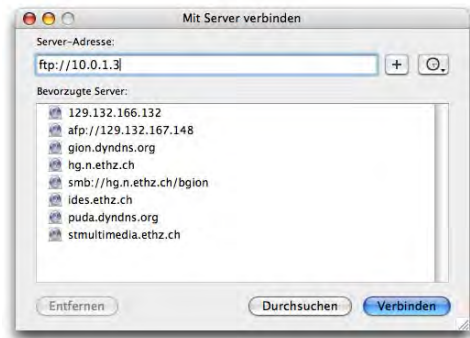 Mit Server verbinden
Server-Adresse:
ftp://10.0.1.3
+
Bevorzugte Server:
129.132.166.132
afp://129.132.167.148
gion.dyndns.org
hg.n.ethz.ch
smb://hg.n.ethz.ch/bgion
ides.ethz.ch
puda.dyndns.org
stmultimedia.ethz.ch
Entfernen
Durchsuchen
Verbinden